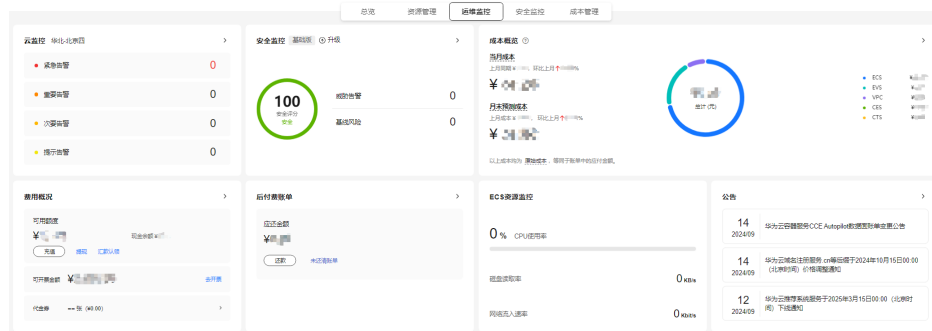 总览 资源管理 运维监控 安全监控 成本管理
云监控 华北-北京四
紧急告警 0
重要告警 0
次要告警 0
提示告警 0
安全监控 基础版 升级
100
安全评分
安全
威胁告警 0
基线风险 0
成本概览
当月成本
上月同期 ¥ 环比上月 %
¥
月末预测成本
上月成本 ¥ 环比上月 %
¥
以上成本均为 原始成本，等同于账单中的应付金额。
总计 (元)
ECS ¥
EVS ¥
VPC ¥
CES ¥
CTS ¥
费用概况
可用额度
¥ 现金余额
充值 提现 汇款认领
可开票金额 ¥ 去开票
代金券 -- 张 (¥0.00)
后付费账单
应还金额
¥
还款 未还清账单
ECS资源监控
0 % CPU使用率
磁盘读取率 0 KB/s
网络流入速率 0 Kbit/s
公告
14
2024/09
华为云容器服务CCE Autopilot数据面账单变更公告
14
2024/09
华为云域名注册服务.cn等后缀于2024年10月15日00:00
（北京时间）价格调整通知
12
2024/09
华为云推荐系统服务于2025年3月15日00:00（北京时
间）下线通知